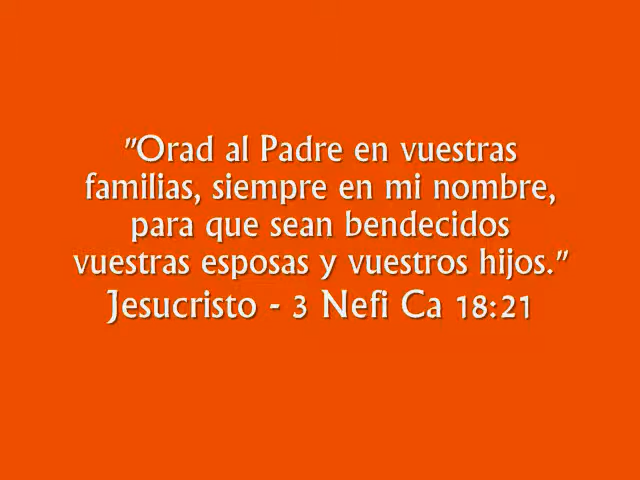 "Orad al Padre en vuestras
familias, siempre en mi nombre,
para que sean bendecidos
vuestras esposas y vuestros hijos."
Jesucristo - 3 Nefi Ca 18:21